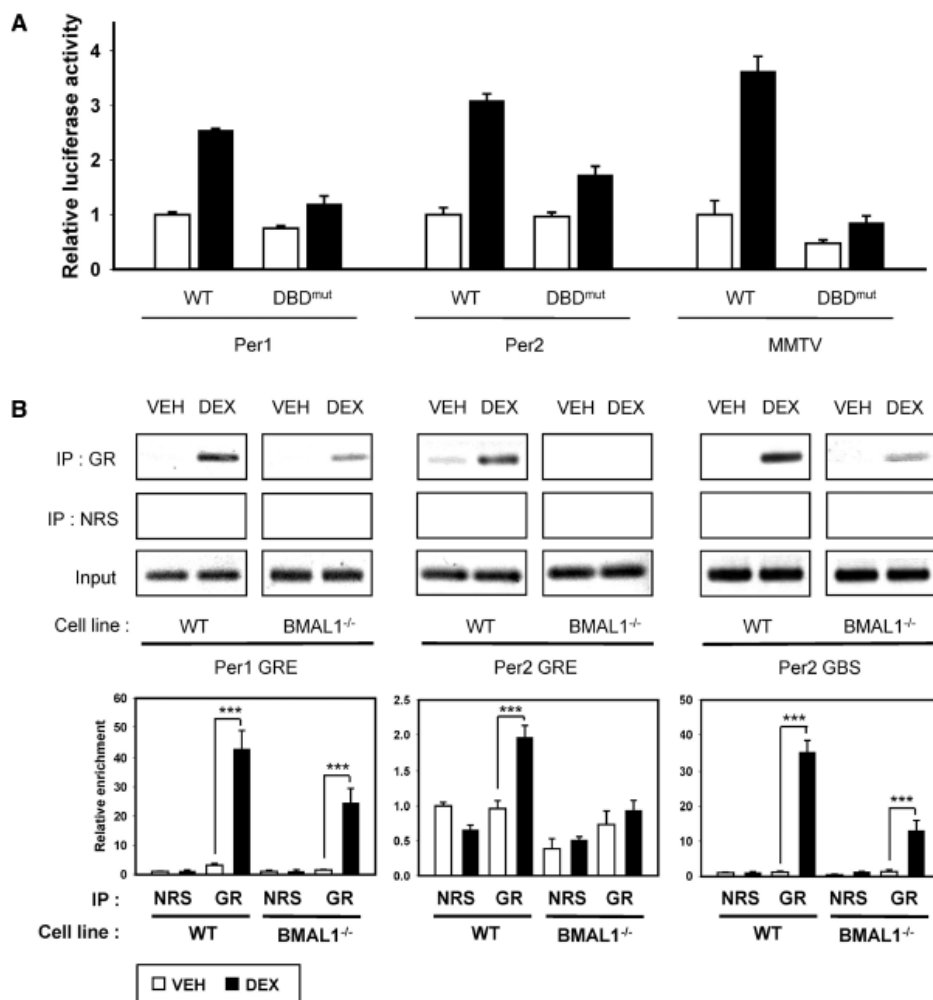 A
Relative luciferase activity
4
3
2
1
0
WT DBDmut WT DBDmut WT DBDmut
Per1 Per2 MMTV
B
VEH DEX VEH DEX VEH DEX VEH DEX VEH DEX VEH DEX
IP : GR
IP : NRS
Input
Cell line : WT BMAL1-/- WT BMAL1-/- WT BMAL1-/-
Per1 GRE Per2 GRE Per2 GBS
Relative enrichment
60
50
40
30
20
10
0
*** ***
2.5
2.0
1.5
1.0
0.5
0.0
***
50
40
30
20
10
0
*** ***
IP : NRS GR NRS GR NRS GR NRS GR NRS GR NRS GR
Cell line : WT BMAL1-/- WT BMAL1-/- WT BMAL1-/-
VEH DEX